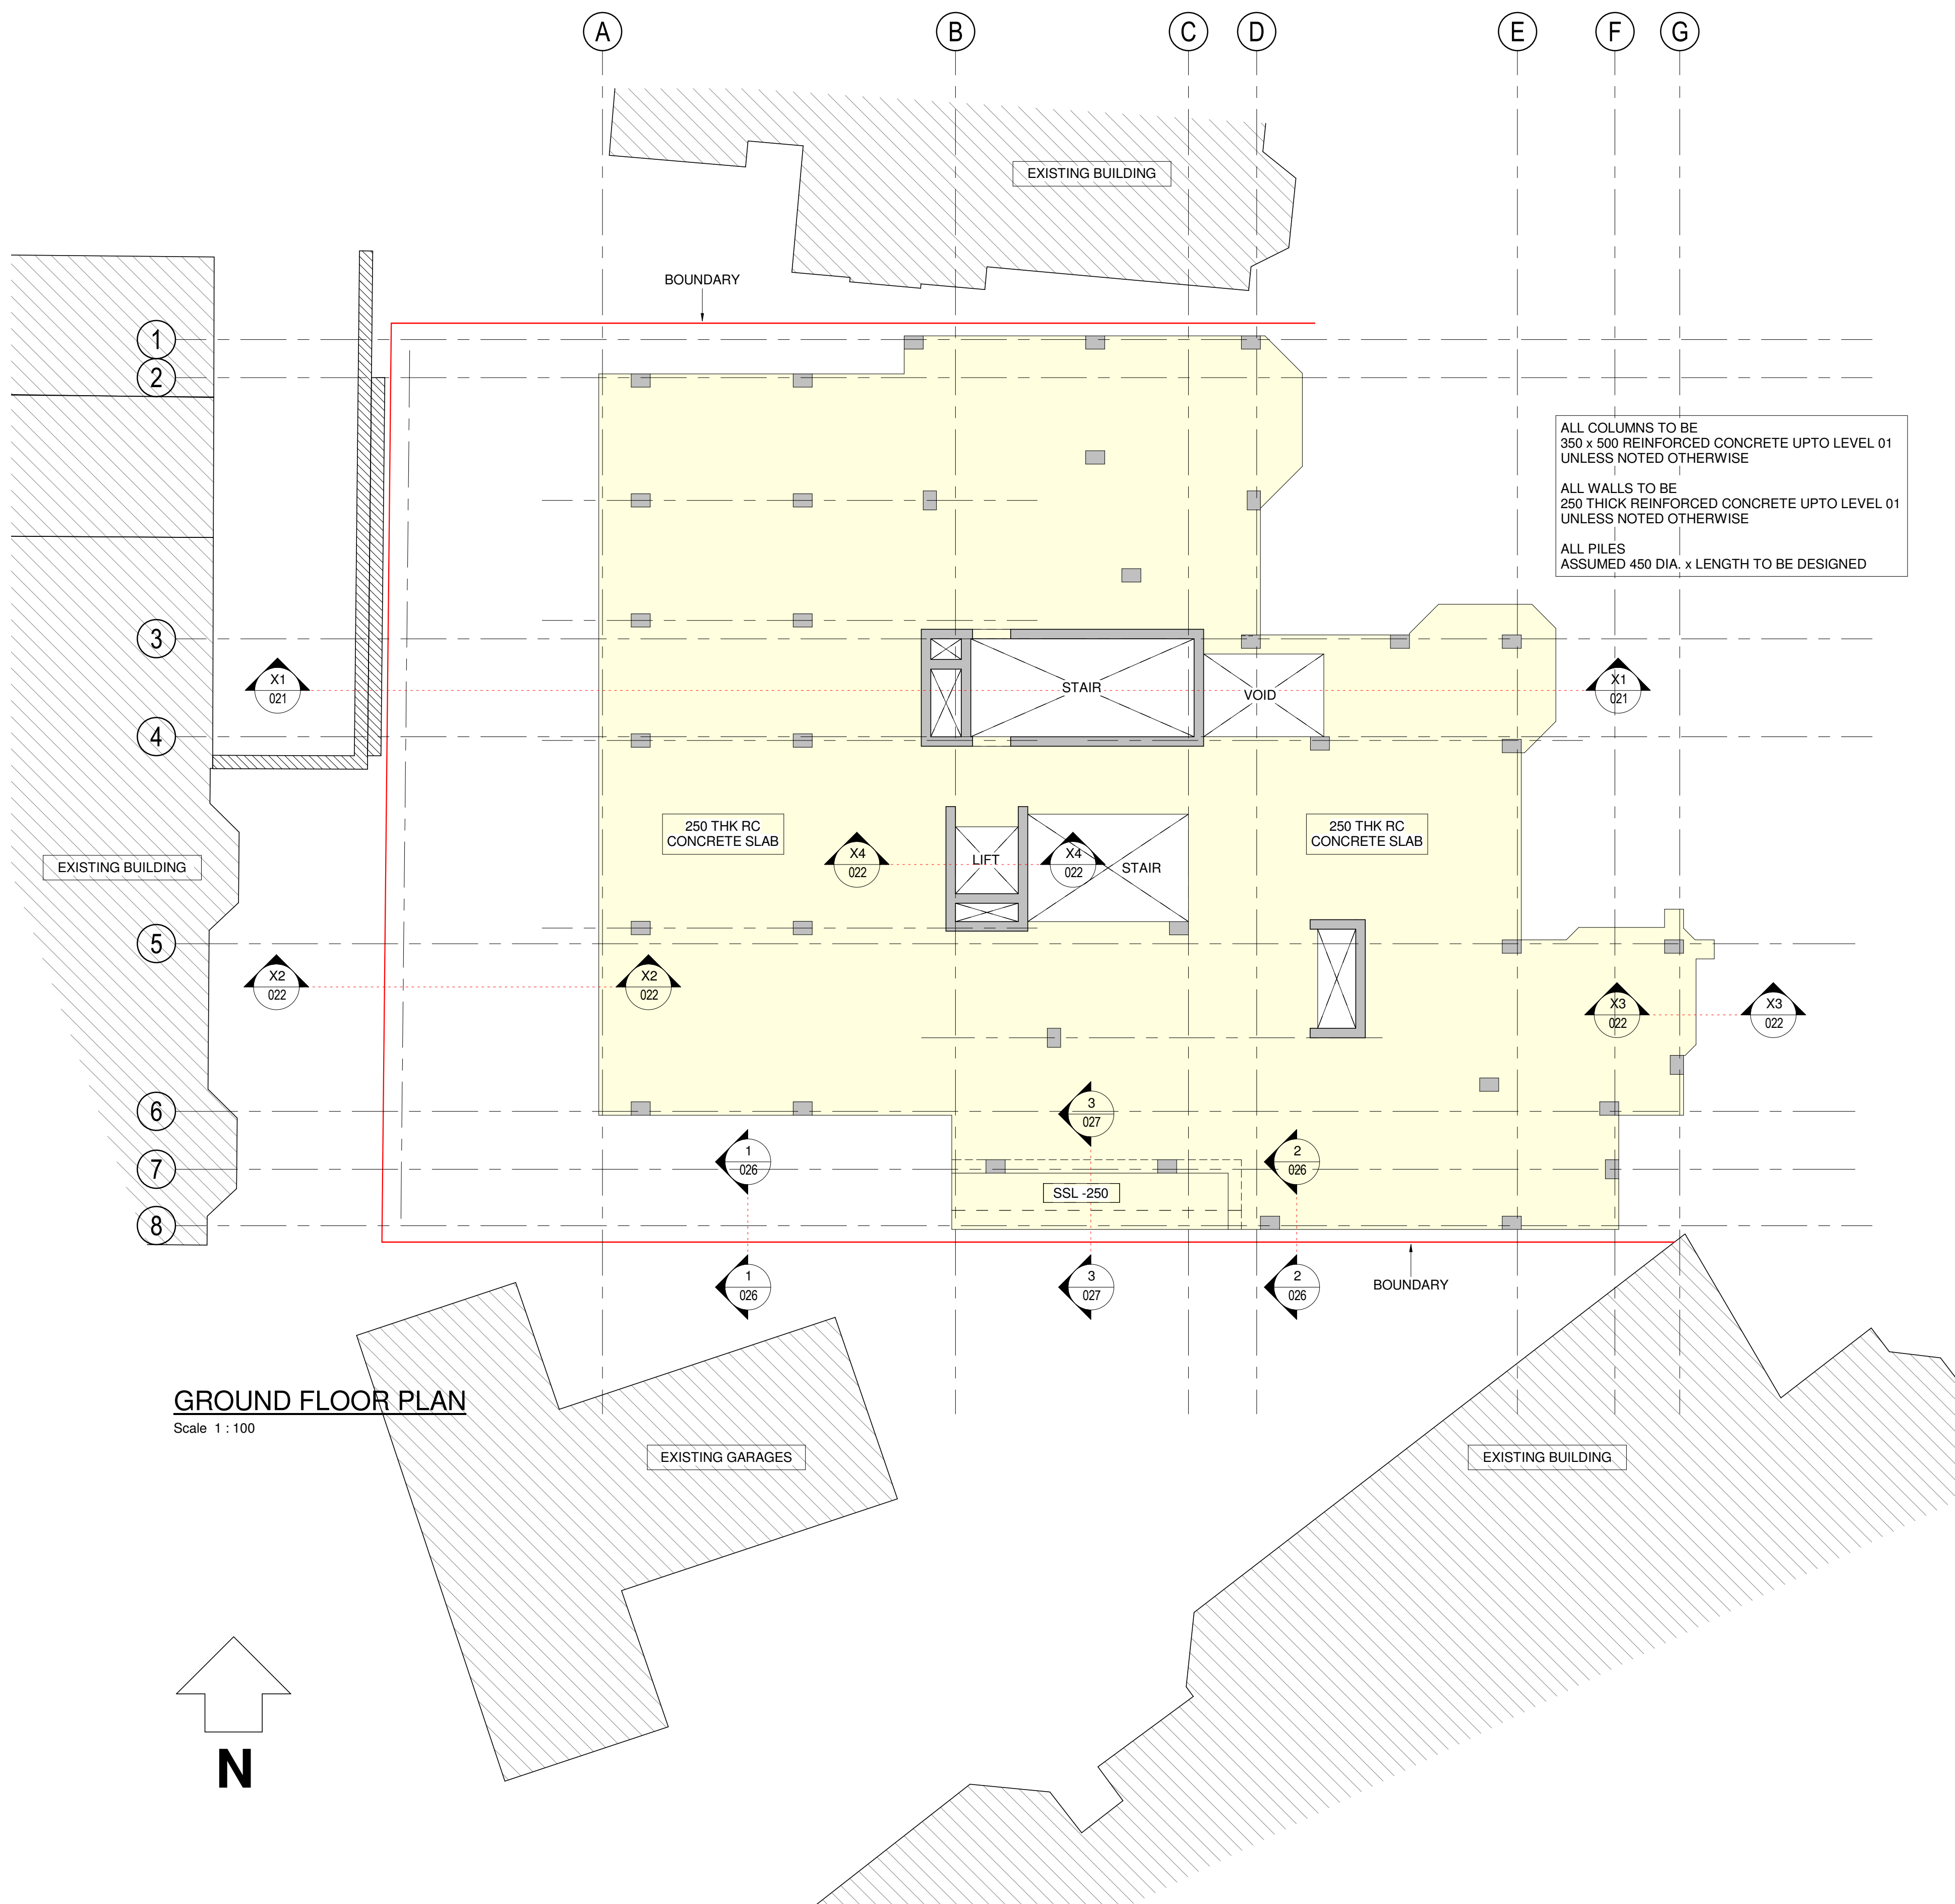 A
B
C
D
E
F
G
EXISTING BUILDING
BOUNDARY
1
2
ALL COLUMNS TO BE
350 x 500 REINFORCED CONCRETE UPTO LEVEL 01
UNLESS NOTED OTHERWISE
ALL WALLS TO BE
250 THICK REINFORCED CONCRETE UPTO LEVEL 01
UNLESS NOTED OTHERWISE
ALL PILES
ASSUMED 450 DIA. x LENGTH TO BE DESIGNED
3
X1
021
STAIR
VOID
X1
021
4
250 THK RC
CONCRETE SLAB
250 THK RC
CONCRETE SLAB
EXISTING BUILDING
X4
022
LIFT
X4
022
STAIR
5
X2
022
X2
022
X3
022
X3
022
6
3
027
7
1
026
2
026
SSL -250
8
1
026
3
027
2
026
BOUNDARY
GROUND FLOOR PLAN
Scale 1 : 100
EXISTING GARAGES
EXISTING BUILDING
N